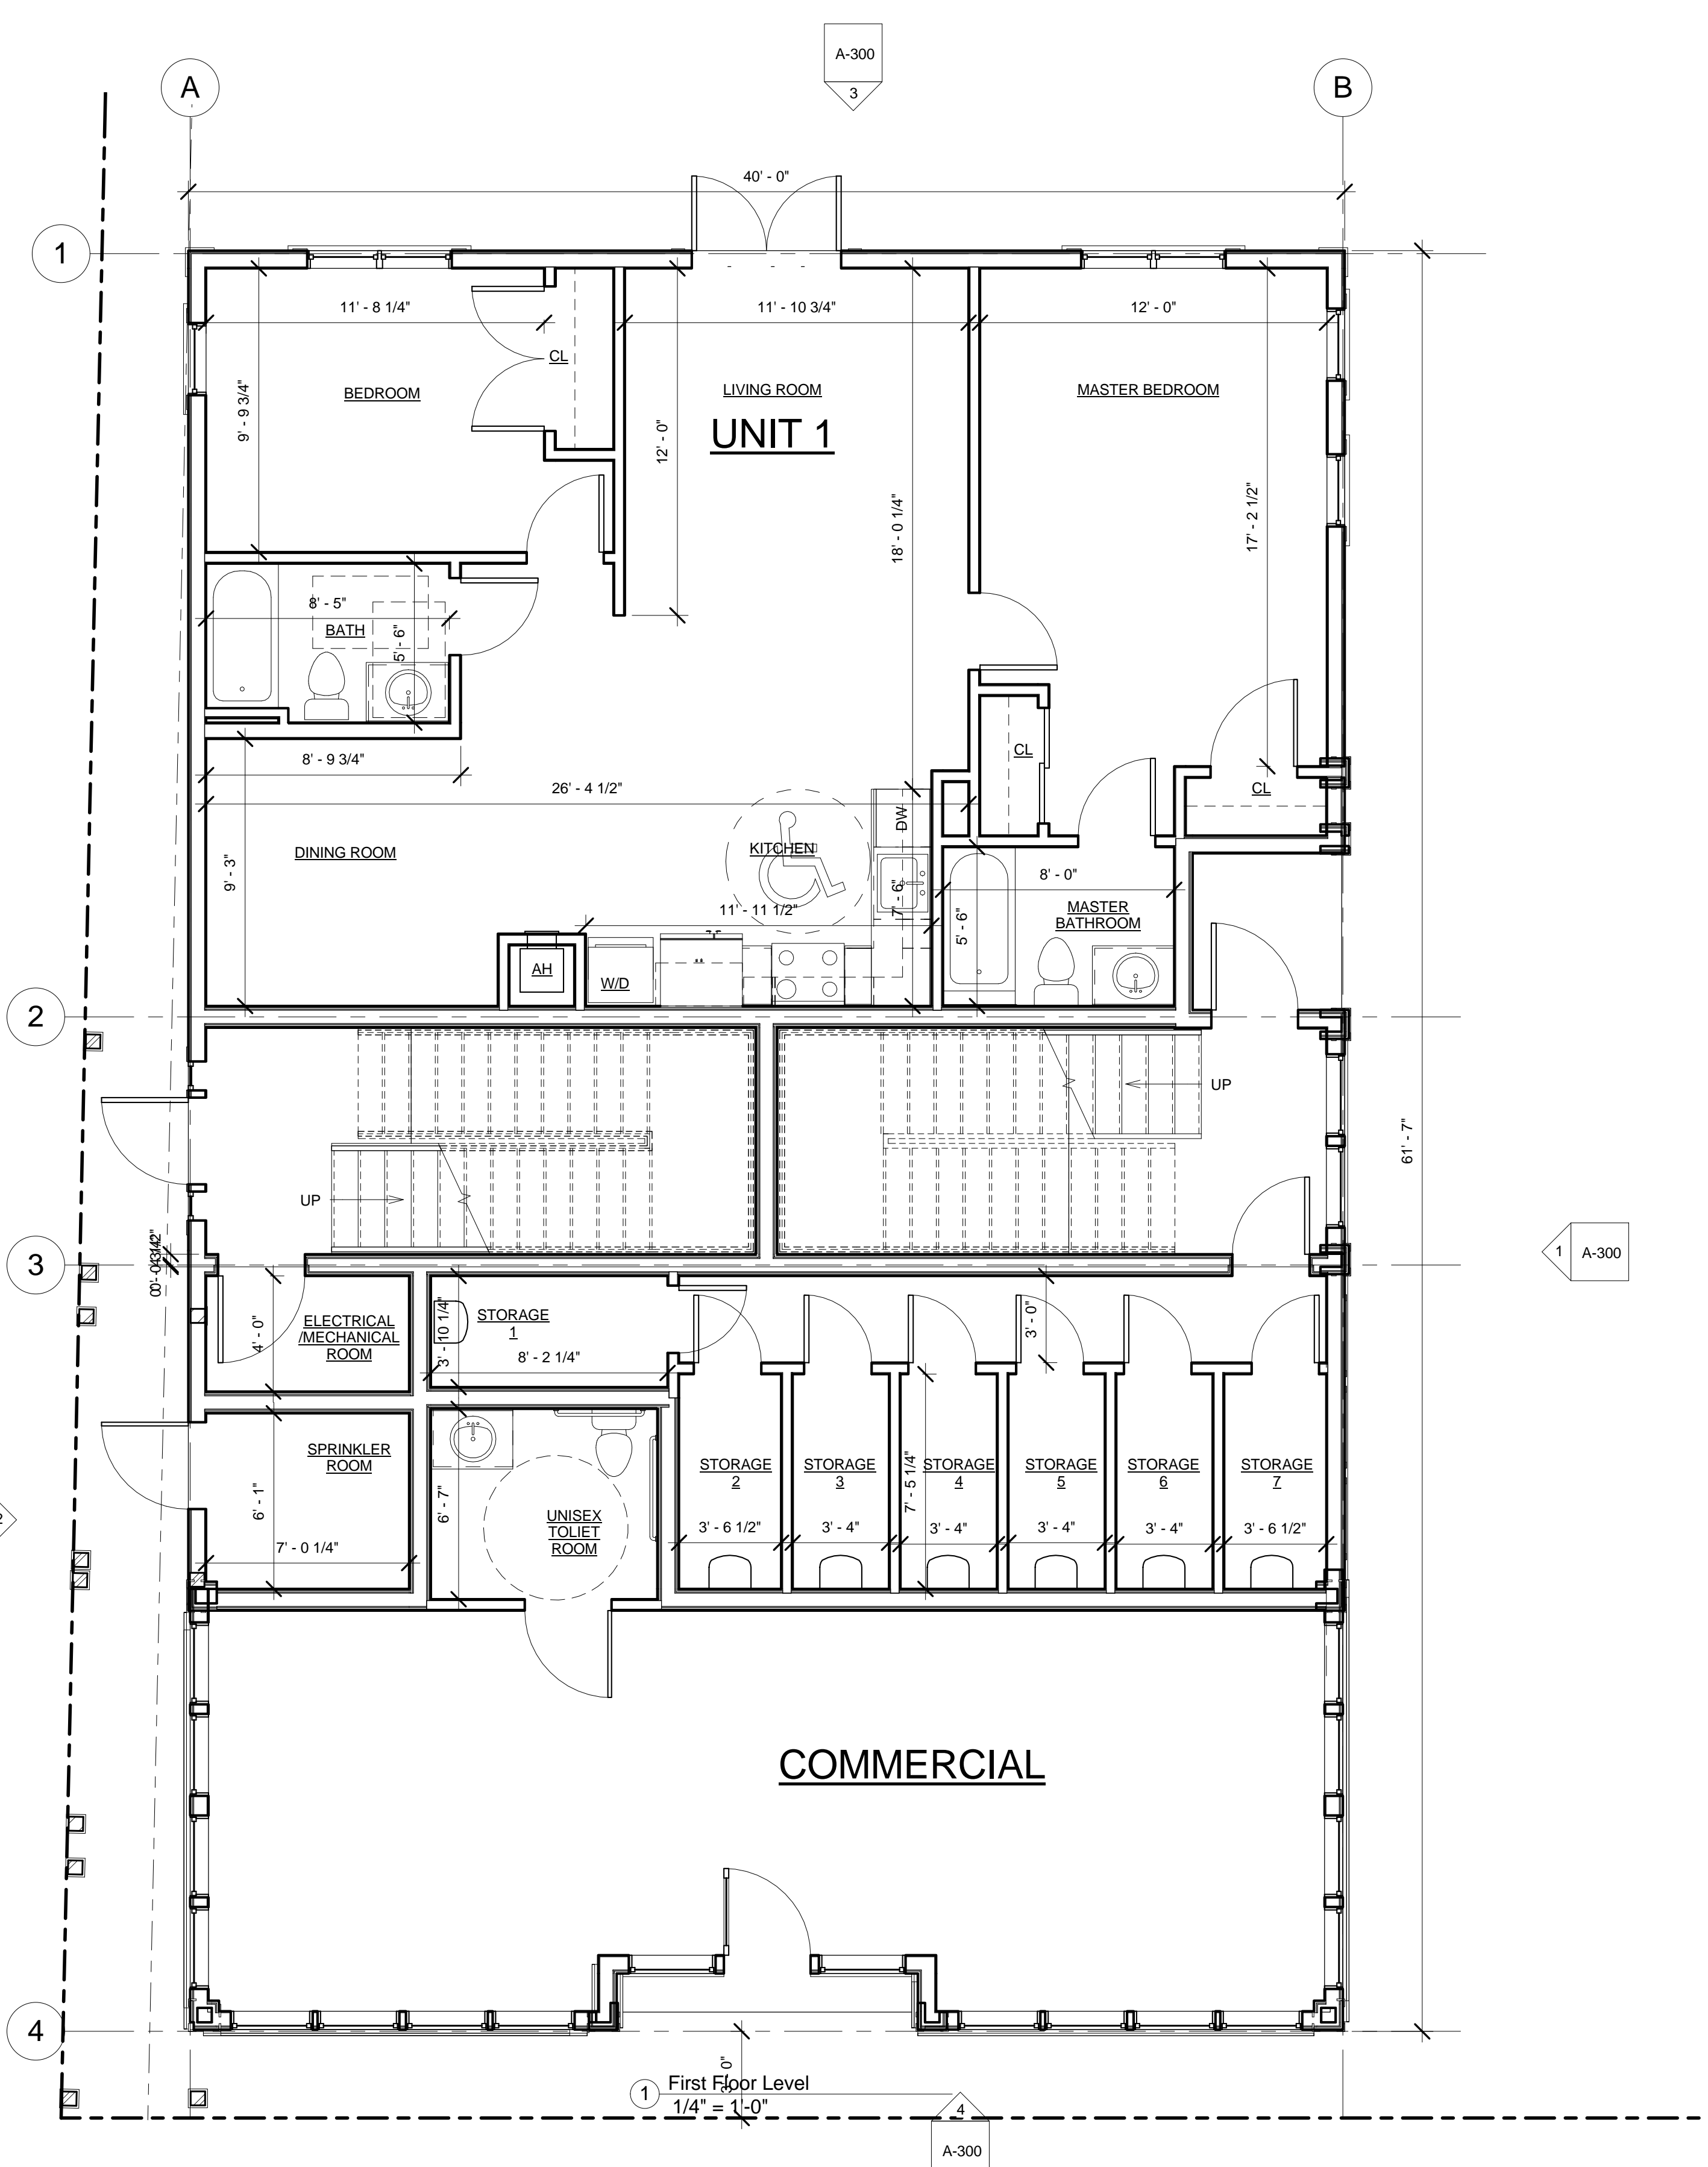 A-300
3
A
B
40' - 0"
1
11' - 8 1/4"
11' - 10 3/4"
12' - 0"
CL
BEDROOM
LIVING ROOM
MASTER BEDROOM
9' - 9 3/4"
12' - 0"
UNIT 1
18' - 0 1/4"
17' - 2 1/2"
8' - 5"
BATH
5' - 6"
8' - 9 3/4"
CL
26' - 4 1/2"
CL
DW
DINING ROOM
KITCHEN
9' - 3"
7' - 6"
8' - 0"
11' - 11 1/2"
MASTER
BATHROOM
5' - 6"
AH
W/D
2
UP
UP
61' - 7"
3
1
A-300
ELECTRICAL
/MECHANICAL
ROOM
4' - 0"
3' - 10 1/4"
STORAGE
1
8' - 2 1/4"
3' - 0"
SPRINKLER
ROOM
6' - 1"
7' - 0 1/4"
6' - 7"
UNISEX
TOLIET
ROOM
STORAGE
2
STORAGE
3
STORAGE
4
STORAGE
5
STORAGE
6
STORAGE
7
7' - 5 1/4"
3' - 6 1/2"
3' - 4"
3' - 4"
3' - 4"
3' - 4"
3' - 6 1/2"
COMMERCIAL
4
3' - 0"
1
First Floor Level
1/4" = 1'-0"
4
A-300